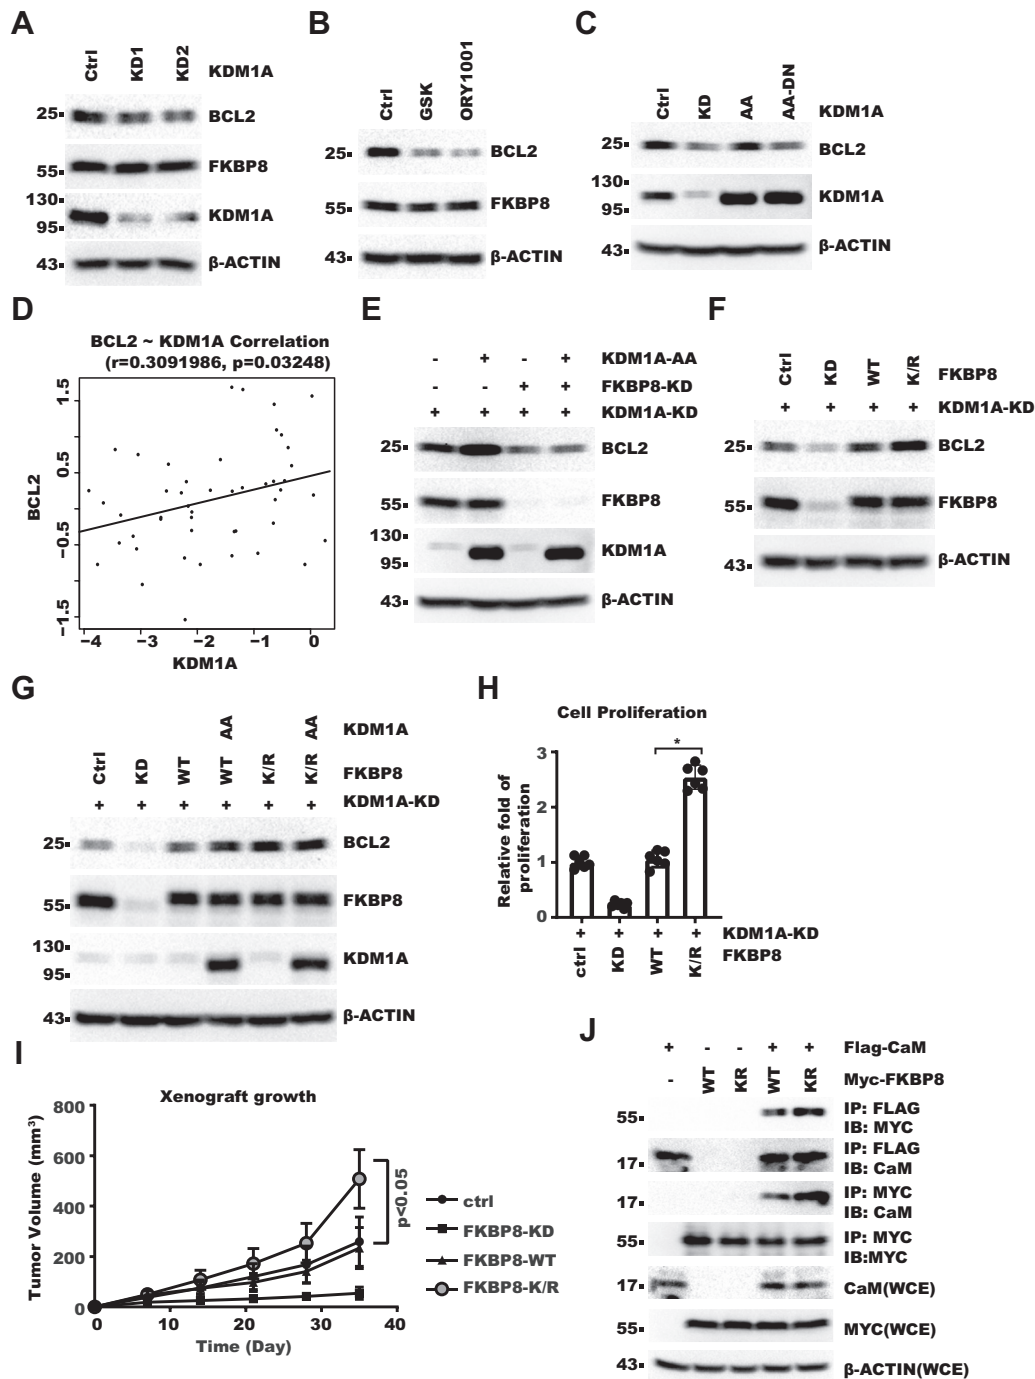 A
Ctrl
KD1
KD2
KDM1A
25
BCL2
55
FKBP8
130
95
KDM1A
43
β-ACTIN
B
Ctrl
GSK
ORY1001
25
BCL2
55
FKBP8
43
β-ACTIN
C
Ctrl
KD
AA
AA-DN
KDM1A
25
BCL2
130
95
KDM1A
43
β-ACTIN
D
BCL2 ~ KDM1A Correlation
(r=0.3091986, p=0.03248)
BCL2
1.5
0.5
−0.5
−1.5
−4 −3 −2 −1 0
KDM1A
E
- + - + KDM1A-AA
- - + + FKBP8-KD
+ + + + KDM1A-KD
25
BCL2
55
FKBP8
130
95
KDM1A
43
β-ACTIN
F
Ctrl
KD
WT
K/R
FKBP8
+ + + + KDM1A-KD
25
BCL2
55
FKBP8
43
β-ACTIN
G
AA AA KDM1A
Ctrl KD WT WT K/R K/R FKBP8
+ + + + + + KDM1A-KD
25
BCL2
55
FKBP8
130
95
KDM1A
43
β-ACTIN
H
Cell Proliferation
Relative fold of
proliferation
3
2
1
0
*
+ + + + KDM1A-KD
ctrl KD WT K/R FKBP8
I
Xenograft growth
Tumor Volume (mm³)
800
600
400
200
0
0 10 20 30 40
Time (Day)
p<0.05
ctrl
FKBP8-KD
FKBP8-WT
FKBP8-K/R
J
+ - - + + Flag-CaM
- WT KR WT KR Myc-FKBP8
55
IP: FLAG
IB: MYC
17
IP: FLAG
IB: CaM
17
IP: MYC
IB: CaM
55
IP: MYC
IB:MYC
17
CaM(WCE)
55
MYC(WCE)
43
β-ACTIN(WCE)